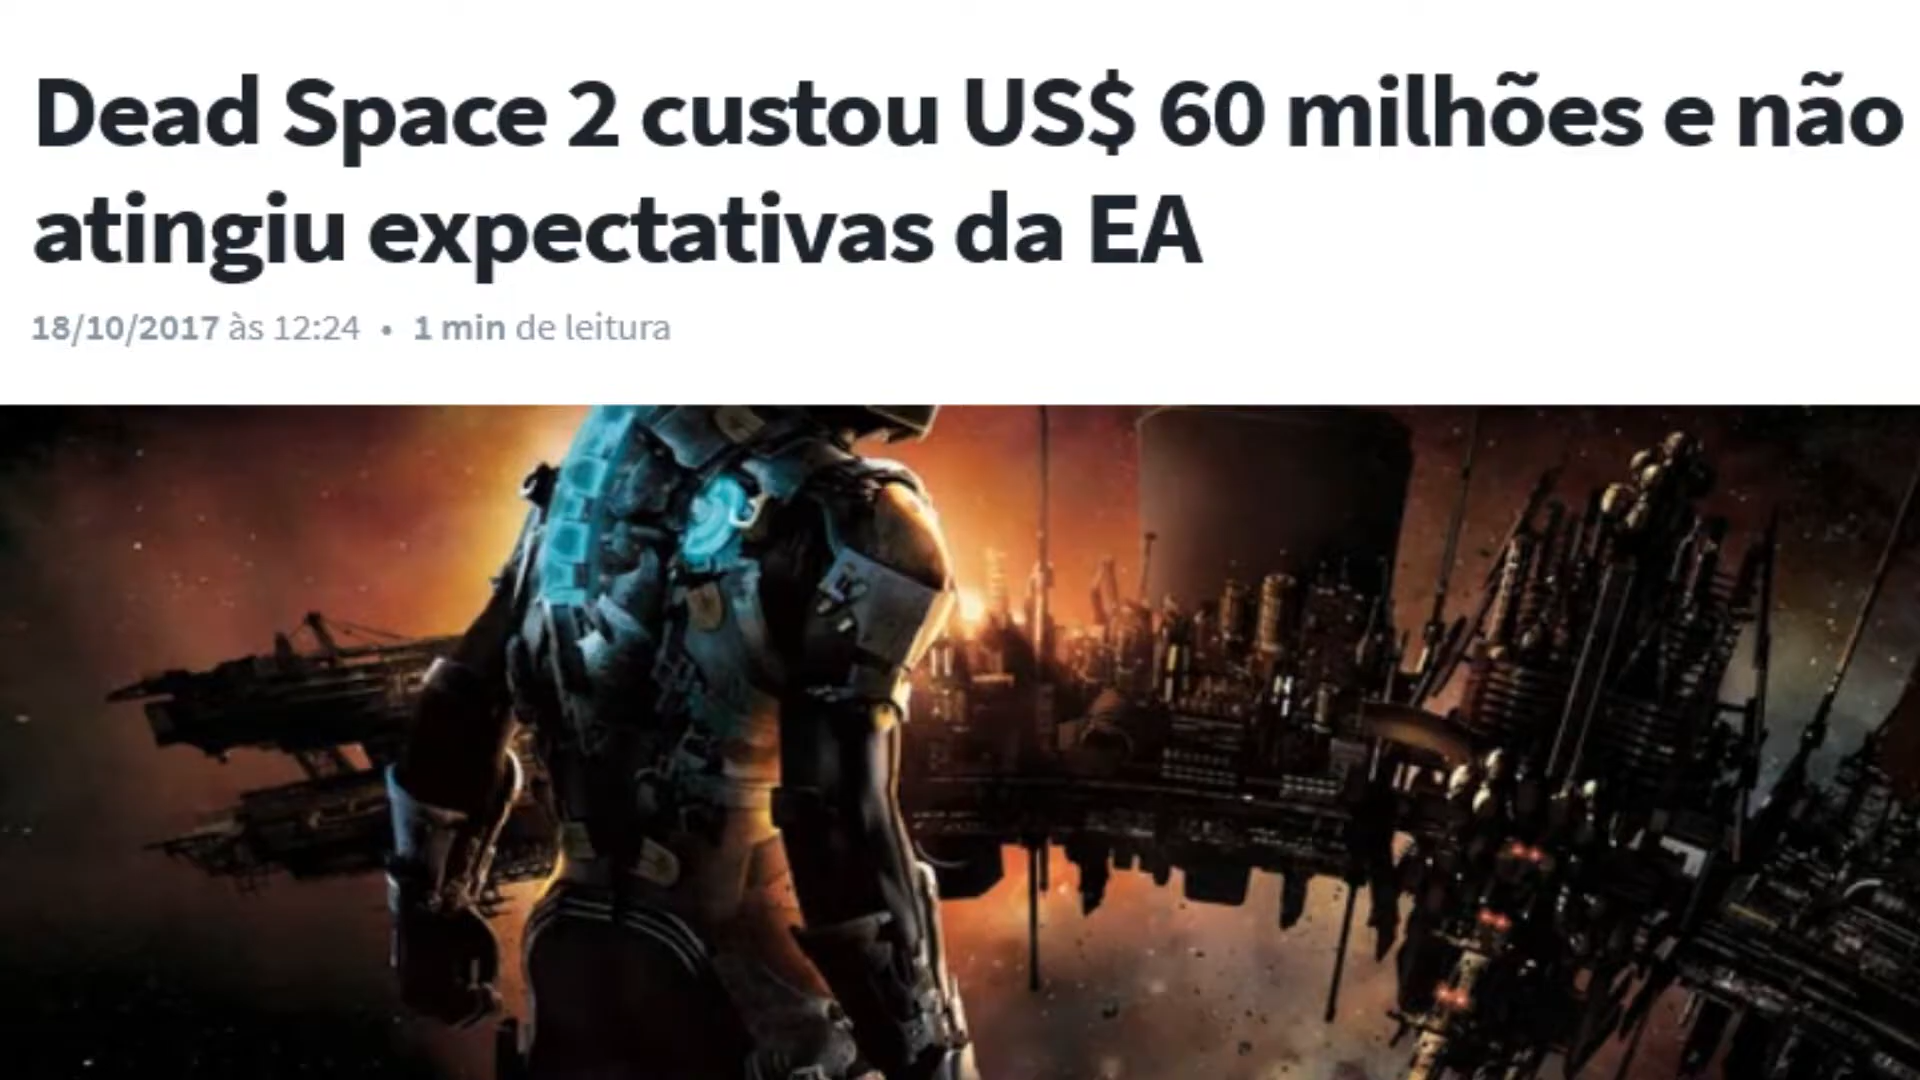 Dead Space 2 custou US$ 60 milhões e não
atingiu expectativas da EA
18/10/2017 às 12:24 • 1 min de leitura